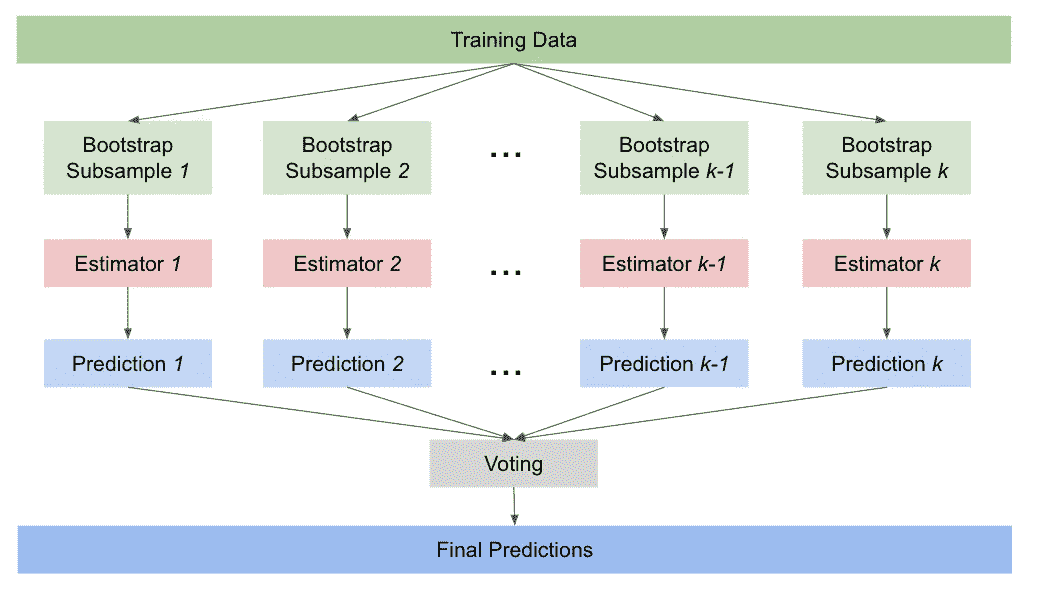 Training Data
Bootstrap
Subsample 1
Bootstrap
Subsample 2
...
Bootstrap
Subsample k-1
Bootstrap
Subsample k
Estimator 1
Estimator 2
...
Estimator k-1
Estimator k
Prediction 1
Prediction 2
...
Prediction k-1
Prediction k
Voting
Final Predictions